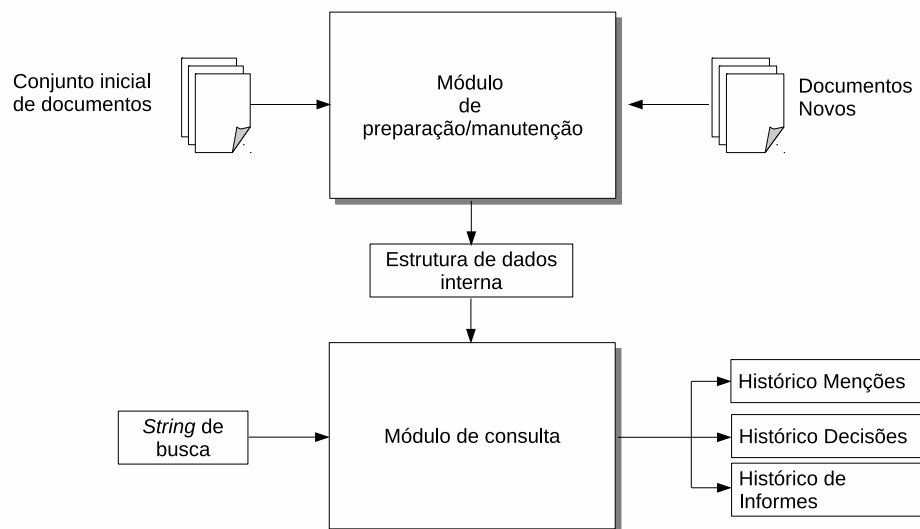 Conjunto inicial
de documentos
Módulo
de
preparação/manutenção
Documentos
Novos
Estrutura de dados
interna
String de
busca
Módulo de consulta
Histórico Menções
Histórico Decisões
Histórico de
Informes